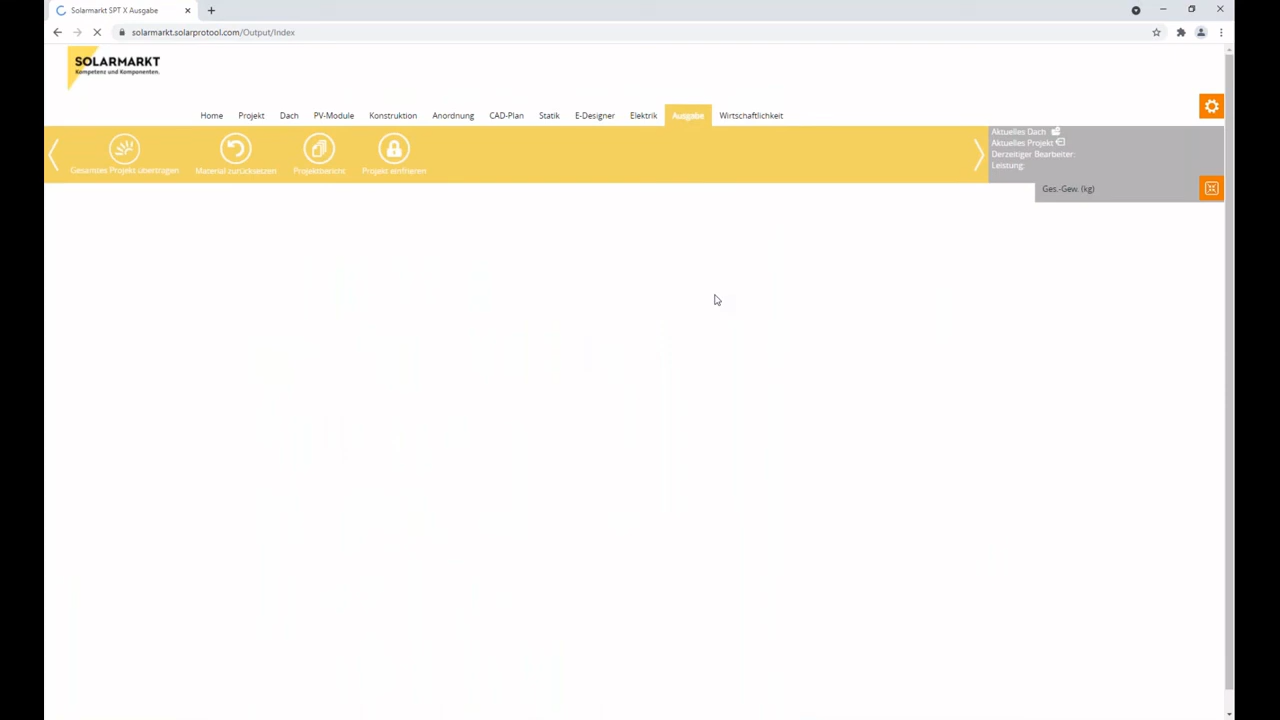 Solarmarkt SPT X Ausgabe
solarmarkt.solarprotool.com/Output/Index
SOLARMARKT
Kompetenz und Komponenten.
Home Projekt Dach PV-Module Konstruktion Anordnung CAD-Plan Statik E-Designer Elektrik Ausgabe Wirtschaftlichkeit
Gesamtes Projekt übertragen Material zurücksetzen Projektbericht Projekt einfrieren
Aktuelles Dach
Aktuelles Projekt
Derzeitiger Bearbeiter:
Leistung:
Ges.-Gew. (kg)